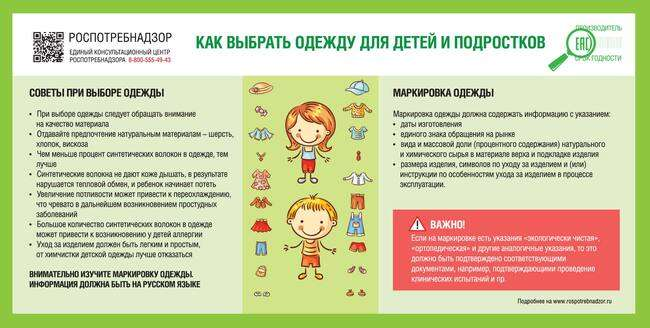 РОСПОТРЕБНАДЗОР
ЕДИНЫЙ КОНСУЛЬТАЦИОННЫЙ ЦЕНТР
РОСПОТРЕБНАДЗОРА: 8-800-555-49-43
КАК ВЫБРАТЬ ОДЕЖДУ ДЛЯ ДЕТЕЙ И ПОДРОСТКОВ
ПРОИЗВОДИТЕЛЬ
EAC
СРОК ГОДНОСТИ
СОВЕТЫ ПРИ ВЫБОРЕ ОДЕЖДЫ
• При выборе одежды следует обращать внимание
на качество материала
• Отдавайте предпочтение натуральным материалам – шерсть,
хлопок, вискоза
• Чем меньше процент синтетических волокон в одежде, тем
лучше
• Синтетические волокна не дают коже дышать, в результате
нарушается тепловой обмен, и ребенок начинает потеть
• Увеличение потливости может привести к переохлаждению,
что чревато в дальнейшем возникновением простудных
заболеваний
• Большое количество синтетических волокон в одежде
может привести к возникновению у детей аллергии
• Уход за изделием должен быть легким и простым,
от химчистки детской одежды лучше отказаться
ВНИМАТЕЛЬНО ИЗУЧИТЕ МАРКИРОВКУ ОДЕЖДЫ.
ИНФОРМАЦИЯ ДОЛЖНА БЫТЬ НА РУССКОМ ЯЗЫКЕ
МАРКИРОВКА ОДЕЖДЫ
Маркировка одежды должна содержать информацию с указанием:
• даты изготовления
• единого знака обращения на рынке
• вида и массовой доли (процентного содержания) натурального
и химического сырья в материале верха и подкладке изделия
• размера изделия, символов по уходу за изделием и (или)
инструкции по особенностям ухода за изделием в процессе
эксплуатации.
ВАЖНО!
Если на маркировке есть указания «экологически чистая»,
«ортопедическая» и другие аналогичные указания, то это
должно быть подтверждено соответствующими
документами, например, подтверждающими проведение
клинических испытаний и пр.
Подробнее на www.rospotrebnadzor.ru